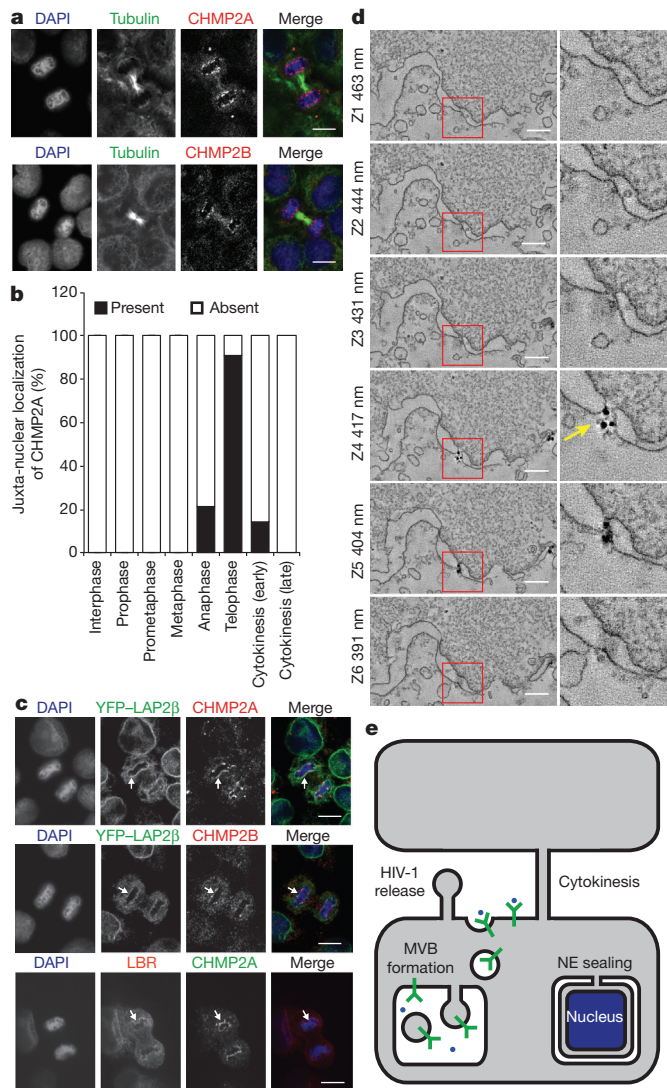 a
DAPI Tubulin CHMP2A Merge
DAPI Tubulin CHMP2B Merge
b
Present Absent
Juxta-nuclear localization
of CHMP2A (%)
120
100
80
60
40
20
0
Interphase
Prophase
Prometaphase
Metaphase
Anaphase
Telophase
Cytokinesis (early)
Cytokinesis (late)
c
DAPI YFP–LAP2β CHMP2A Merge
DAPI YFP–LAP2β CHMP2B Merge
DAPI LBR CHMP2A Merge
d
Z1 463 nm
Z2 444 nm
Z3 431 nm
Z4 417 nm
Z5 404 nm
Z6 391 nm
e
HIV-1
release
Cytokinesis
MVB
formation
NE sealing
Nucleus